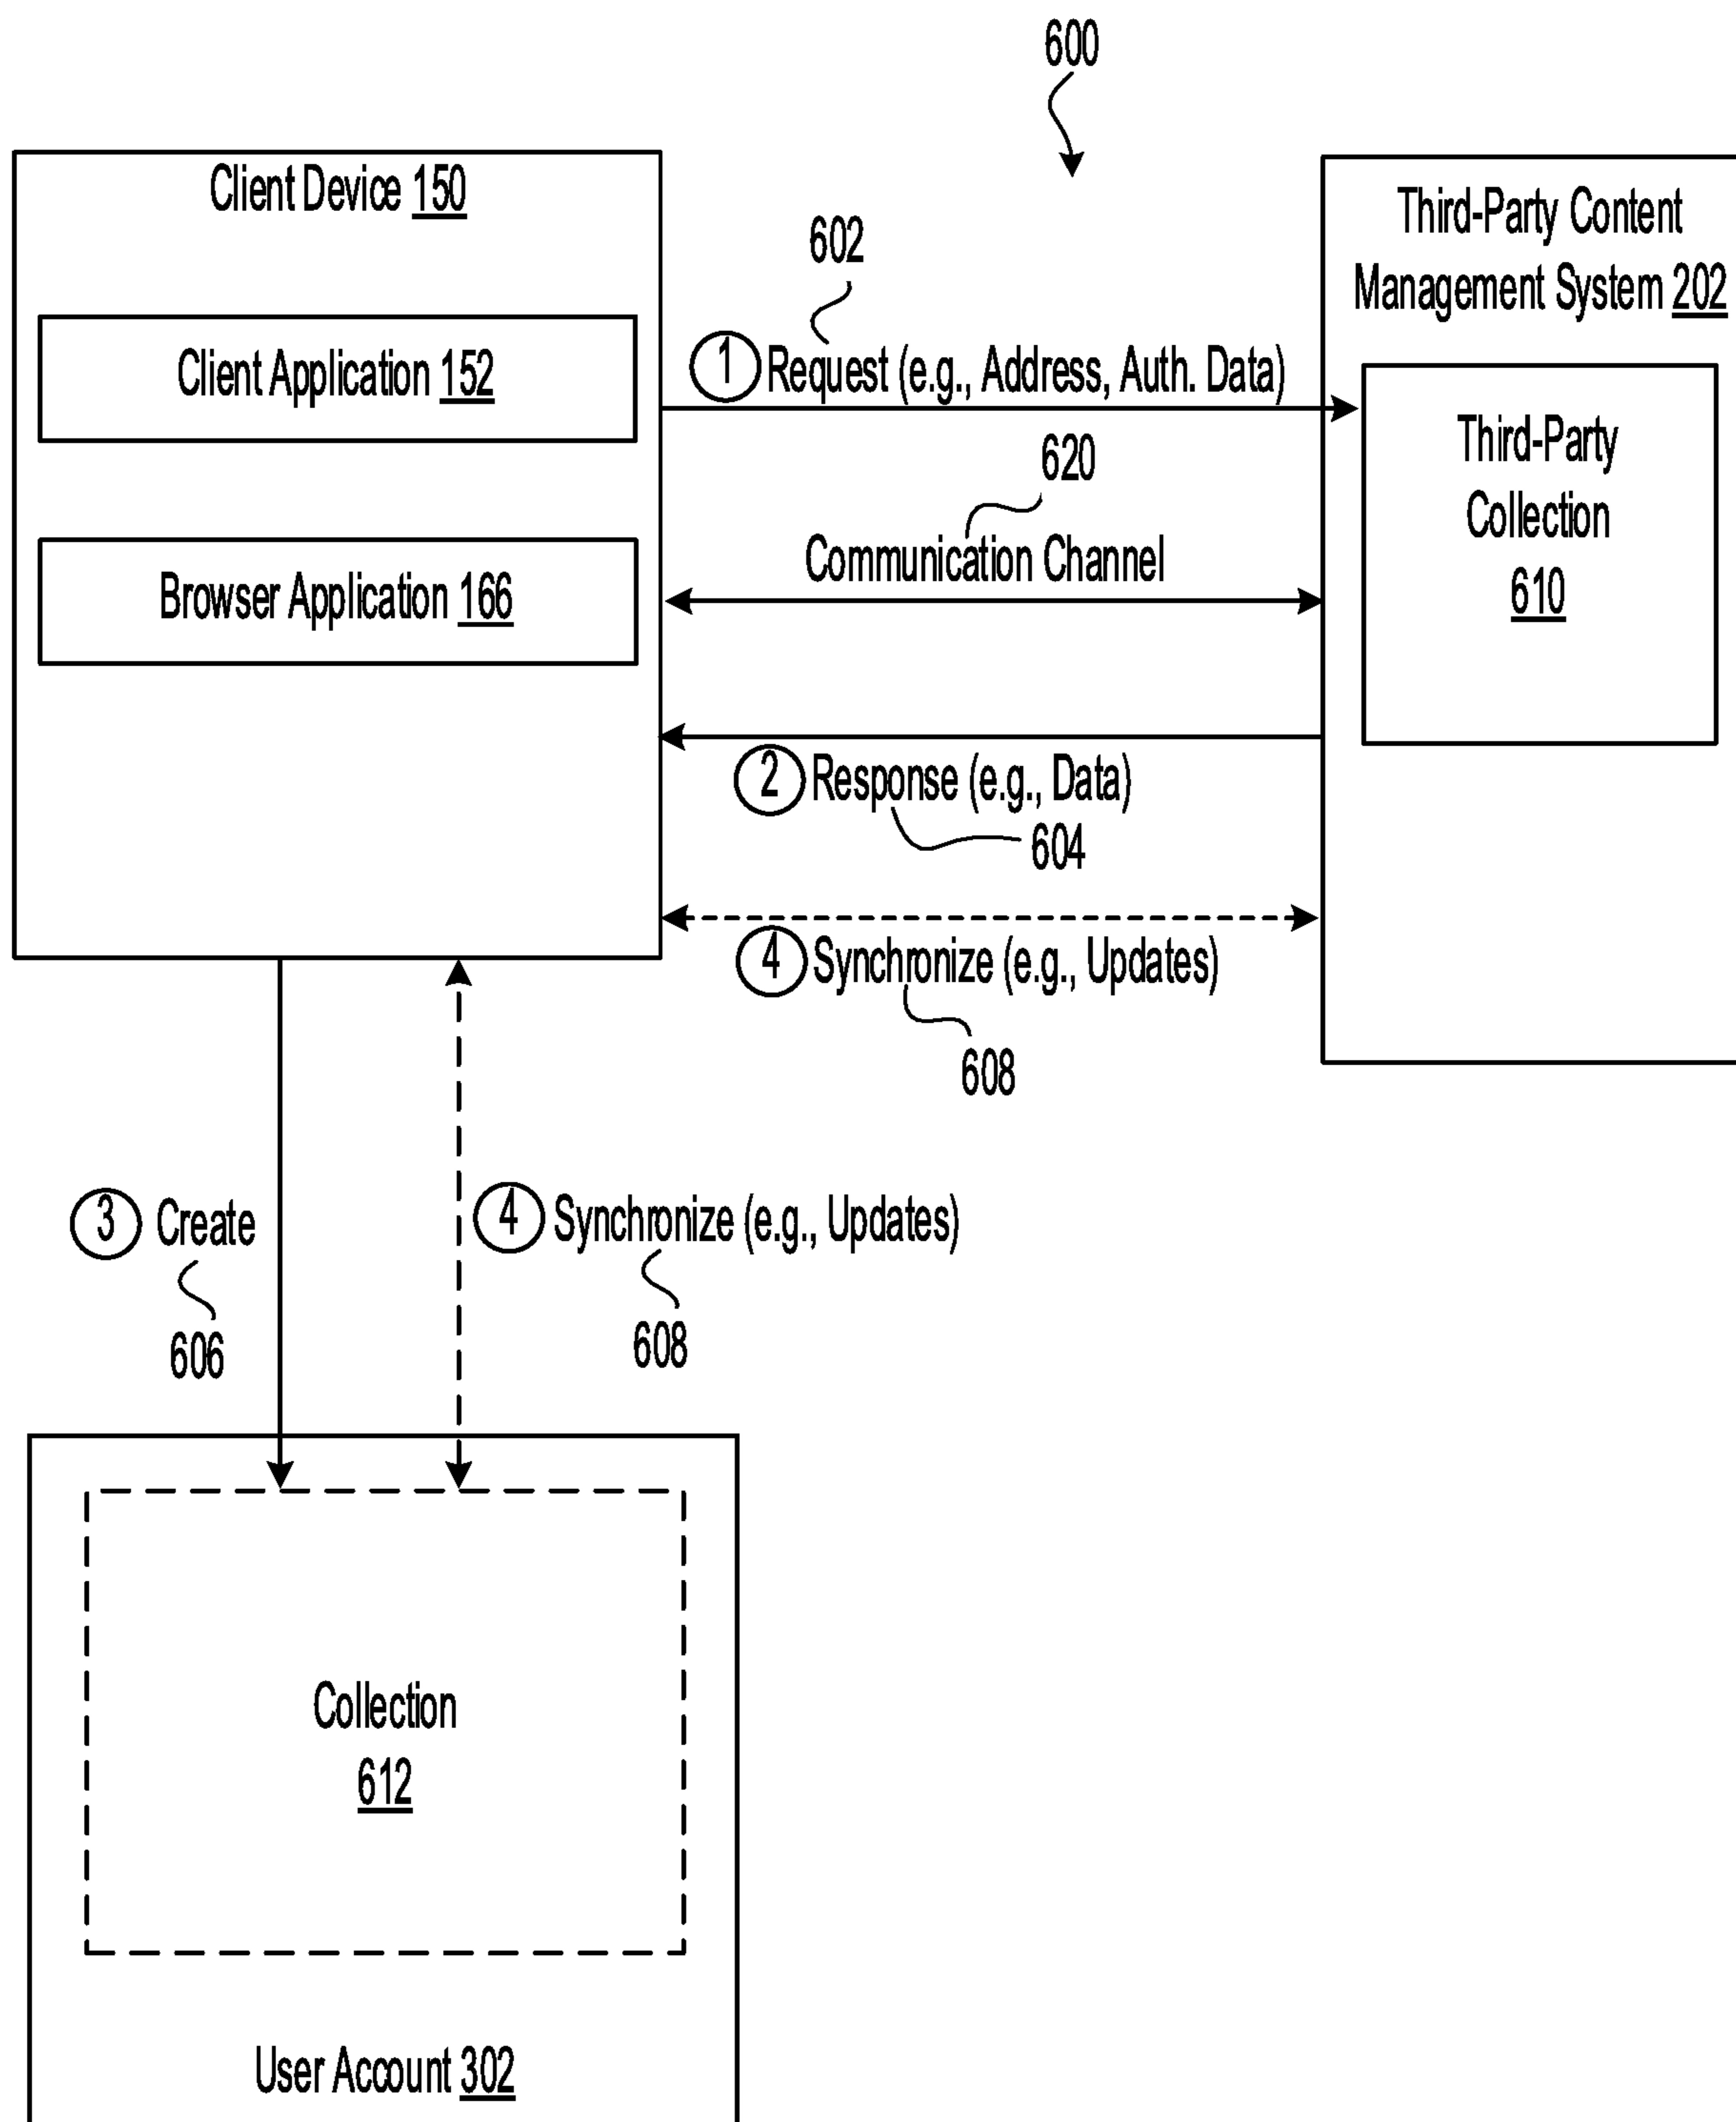 600
Client Device 150
Third-Party Content
Management System 202
602
Client Application 152
1 Request (e.g., Address, Auth. Data)
Third-Party
Collection
610
620
Communication Channel
Browser Application 166
2 Response (e.g., Data)
604
4 Synchronize (e.g., Updates)
608
3 Create
606
4 Synchronize (e.g., Updates)
608
Collection
612
User Account 302